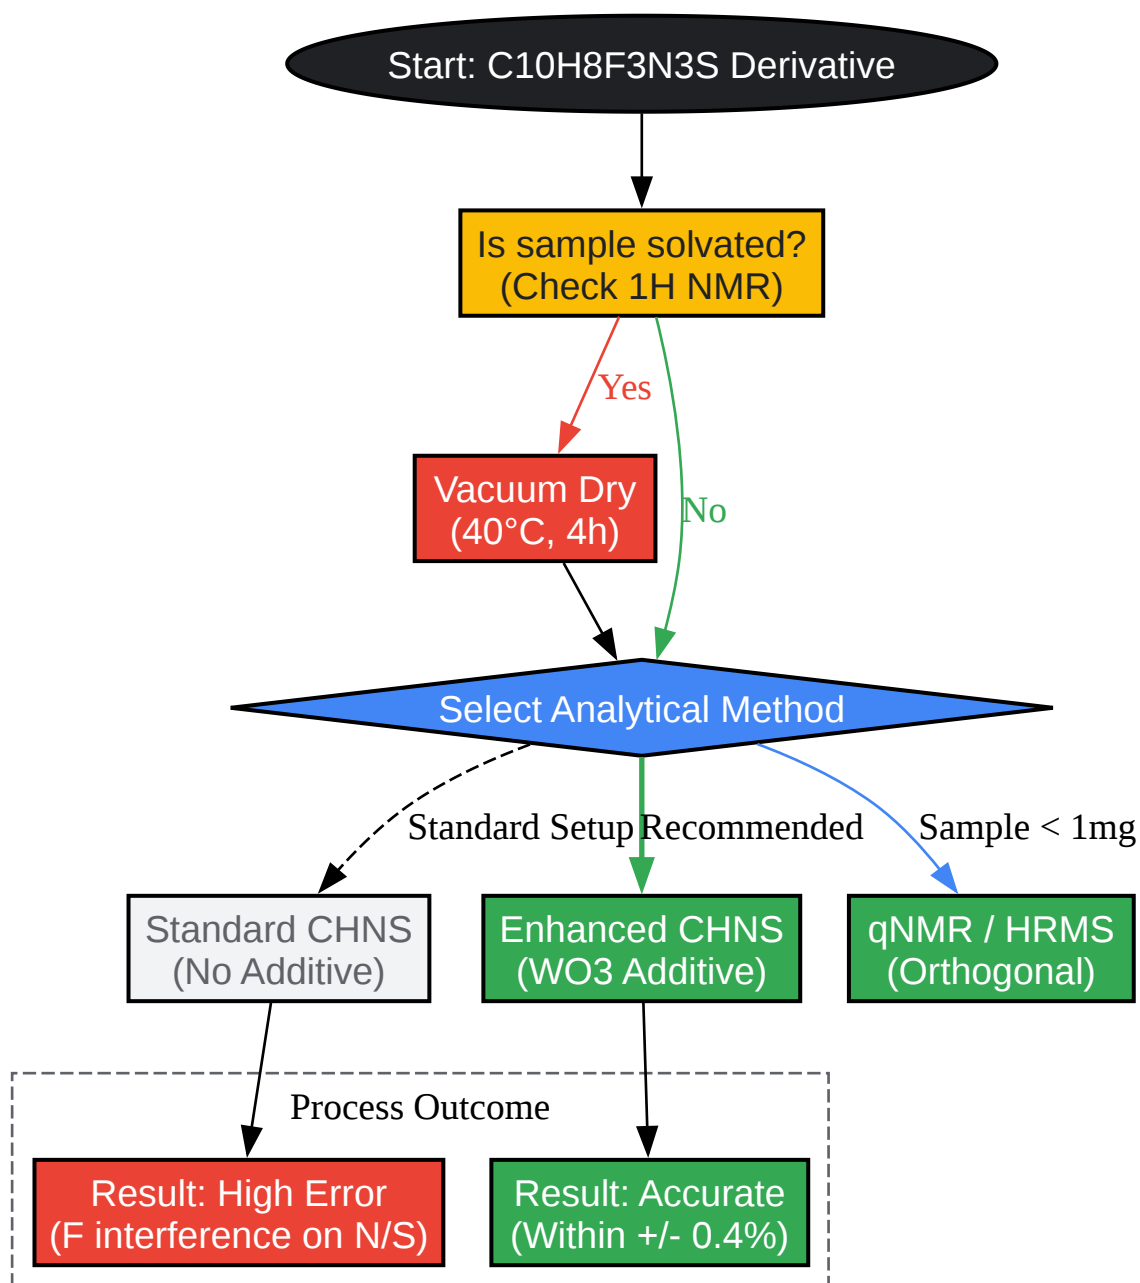 Start: C10H8F3N3S Derivative
Is sample solvated?
(Check 1H NMR)
Yes
Vacuum Dry
(40°C, 4h)
No
Select Analytical Method
Standard Setup
Recommended
Sample < 1mg
Standard CHNS
(No Additive)
Enhanced CHNS
(WO3 Additive)
qNMR / HRMS
(Orthogonal)
Process Outcome
Result: High Error
(F interference on N/S)
Result: Accurate
(Within +/- 0.4%)